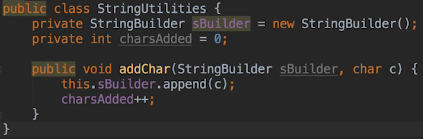 public class StringUtilities {
    private StringBuilder sBuilder = new StringBuilder();
    private int charsAdded = 0;

    public void addChar(StringBuilder sBuilder, char c) {
        this.sBuilder.append(c);
        charsAdded++;
    }
}